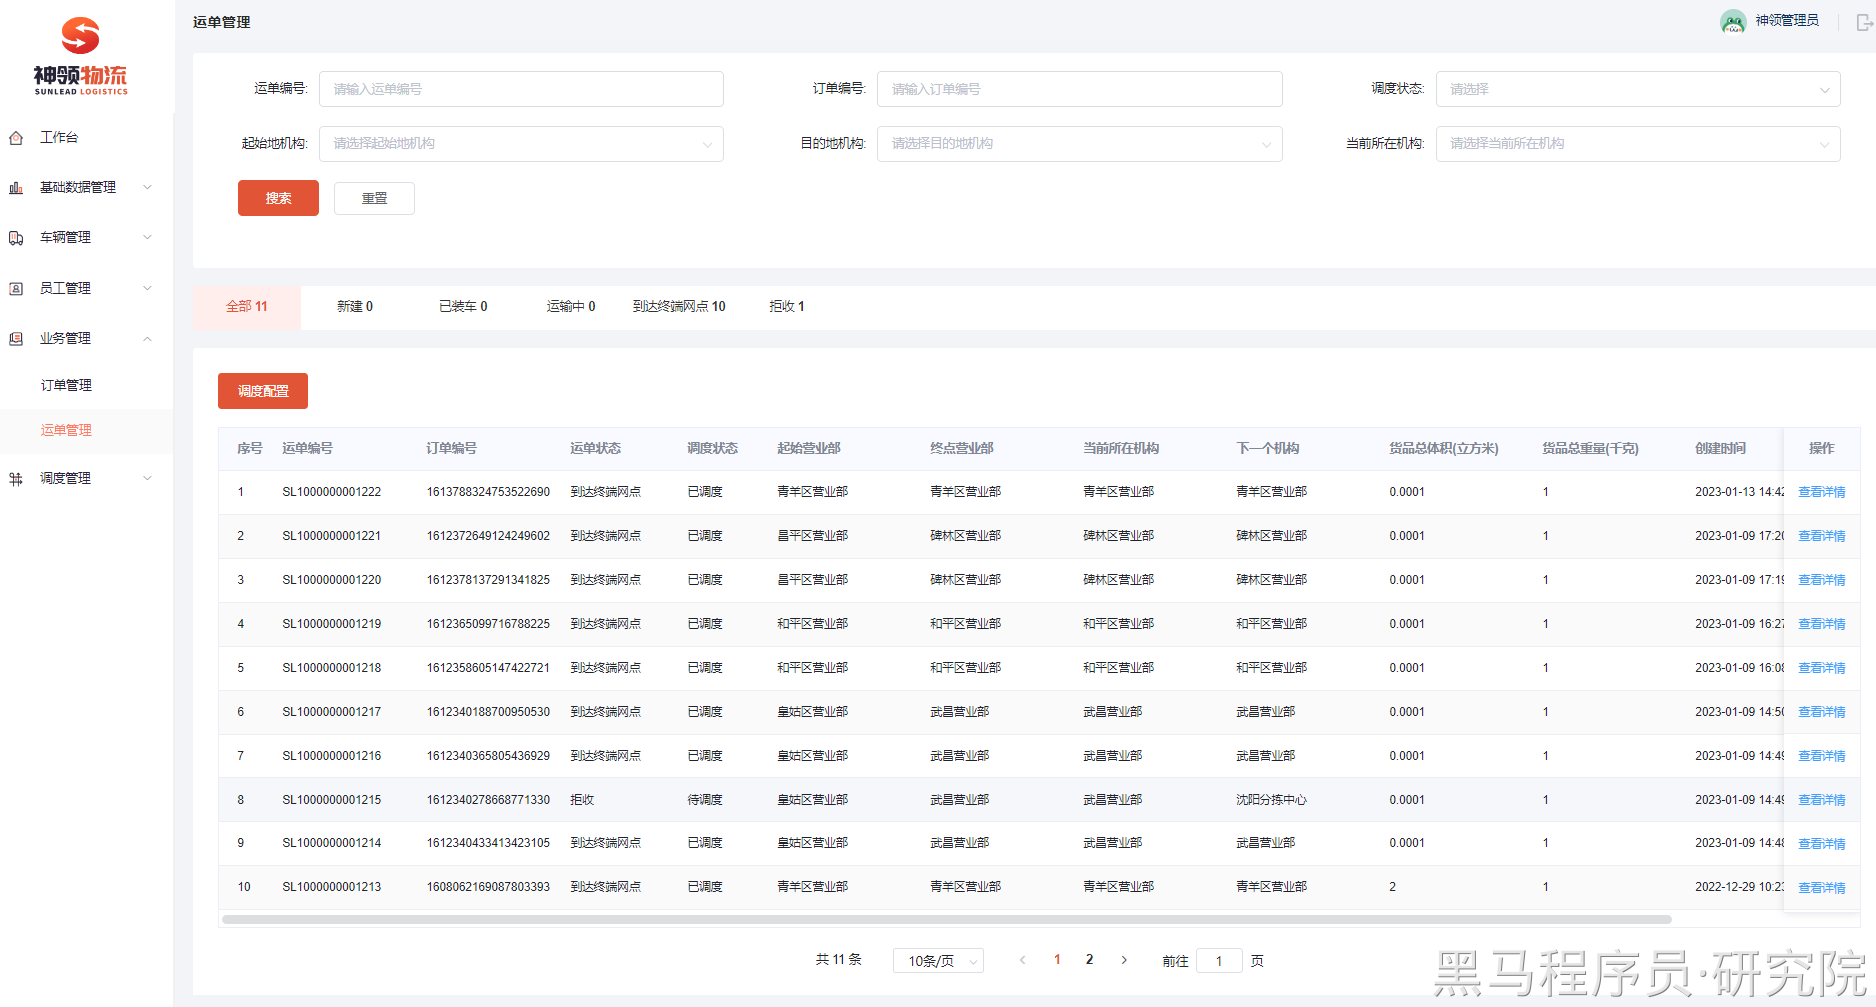 神领物流
SUNLEAD LOGISTICS
工作台
基础数据管理
车辆管理
员工管理
业务管理
订单管理
运单管理
调度管理
运单管理
神领管理员
运单编号: 请输入运单编号 订单编号: 请输入订单编号 调度状态: 请选择
起始地机构: 请选择起始地机构 目的地机构: 请选择目的地机构 当前所在机构: 请选择当前所在机构
搜索 重置
全部 11 新建 0 已装车 0 运输中 0 到达终端网点 10 拒收 1
调度配置
序号 运单编号 订单编号 运单状态 调度状态 起始营业部 终点营业部 当前所在机构 下一个机构 货品总体积(立方米) 货品总重量(千克) 创建时间 操作
1 SL1000000001222 1613788324753522690 到达终端网点 已调度 青羊区营业部 青羊区营业部 青羊区营业部 青羊区营业部 0.0001 1 2023-01-13 14:42 查看详情
2 SL1000000001221 1612372649124249602 到达终端网点 已调度 昌平区营业部 碑林区营业部 碑林区营业部 碑林区营业部 0.0001 1 2023-01-09 17:20 查看详情
3 SL1000000001220 1612378137291341825 到达终端网点 已调度 昌平区营业部 碑林区营业部 碑林区营业部 碑林区营业部 0.0001 1 2023-01-09 17:19 查看详情
4 SL1000000001219 1612365099716788225 到达终端网点 已调度 和平区营业部 和平区营业部 和平区营业部 和平区营业部 0.0001 1 2023-01-09 16:27 查看详情
5 SL1000000001218 1612358605147422721 到达终端网点 已调度 和平区营业部 和平区营业部 和平区营业部 和平区营业部 0.0001 1 2023-01-09 16:08 查看详情
6 SL1000000001217 1612340188700950530 到达终端网点 已调度 皇姑区营业部 武昌营业部 武昌营业部 武昌营业部 0.0001 1 2023-01-09 14:50 查看详情
7 SL1000000001216 1612340365805436929 到达终端网点 已调度 皇姑区营业部 武昌营业部 武昌营业部 武昌营业部 0.0001 1 2023-01-09 14:49 查看详情
8 SL1000000001215 1612340278668771330 拒收 待调度 皇姑区营业部 武昌营业部 武昌营业部 沈阳分拣中心 0.0001 1 2023-01-09 14:49 查看详情
9 SL1000000001214 1612340433413423105 到达终端网点 已调度 皇姑区营业部 武昌营业部 武昌营业部 武昌营业部 0.0001 1 2023-01-09 14:48 查看详情
10 SL1000000001213 1608062169087803393 到达终端网点 已调度 青羊区营业部 青羊区营业部 青羊区营业部 青羊区营业部 2 1 2022-12-29 10:23 查看详情
共 11 条 10条/页 1 2 前往 1 页
黑马程序员·研究院